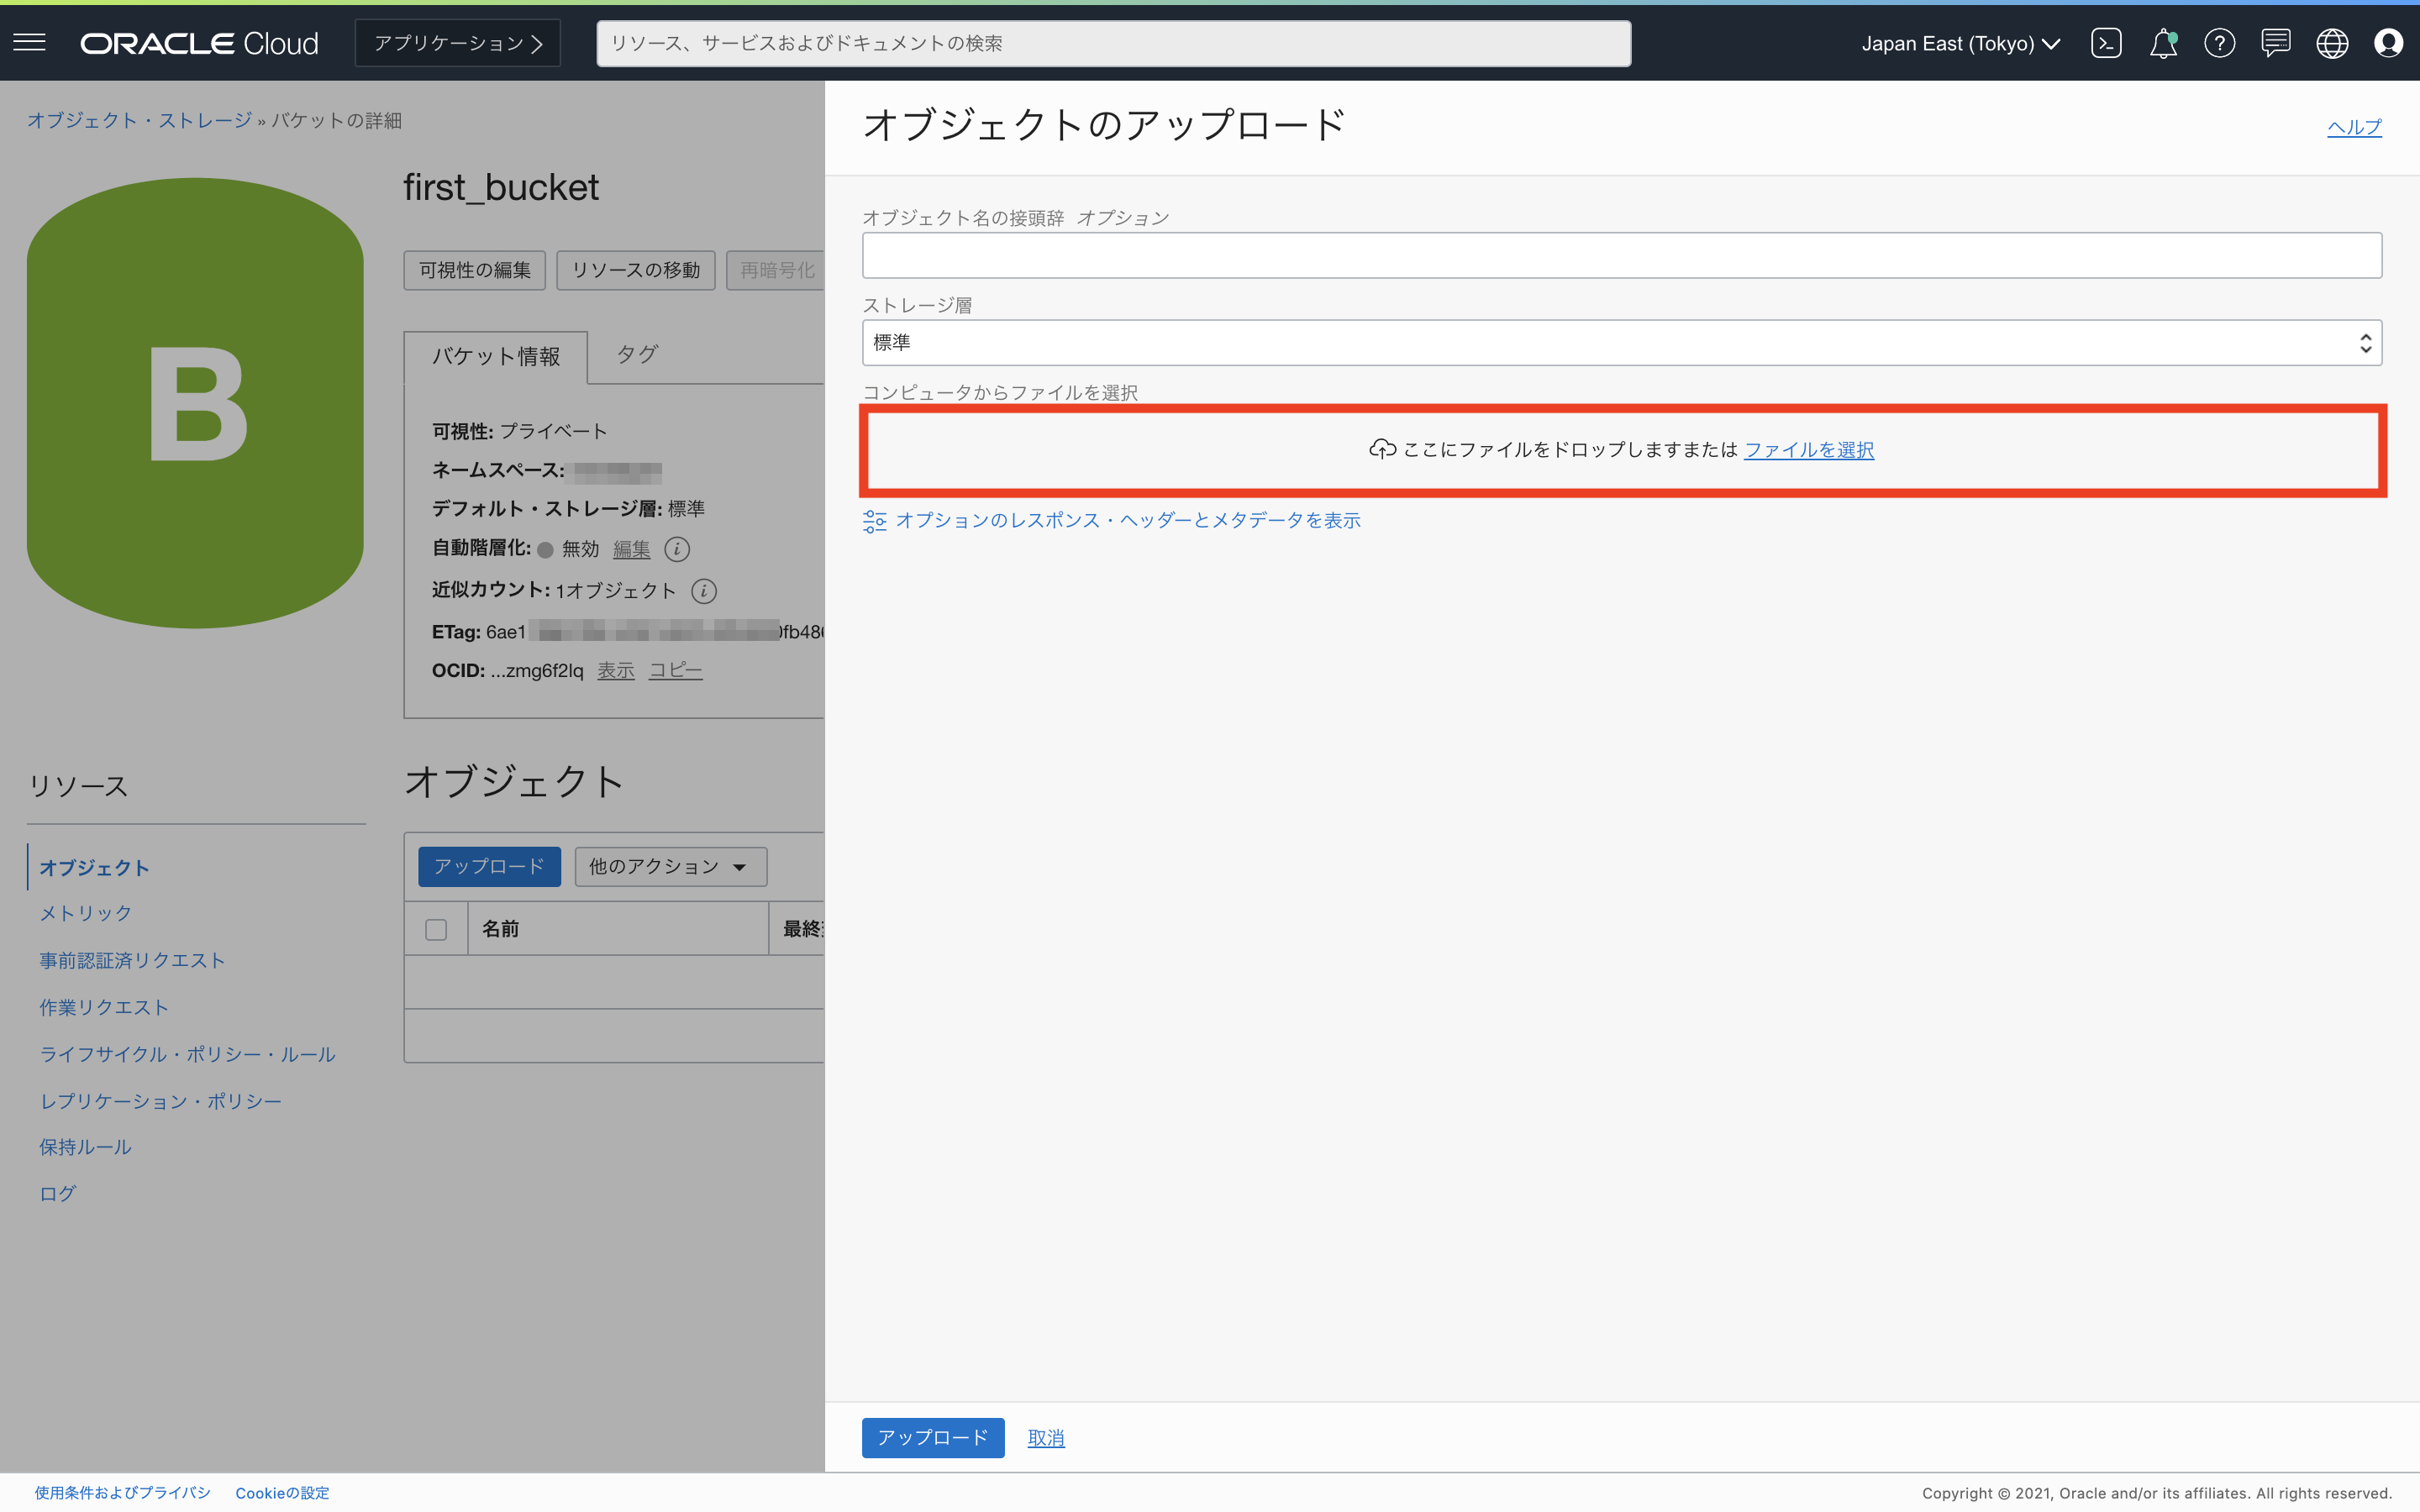 ORACLE Cloud
アプリケーション
リソース、サービスおよびドキュメントの検索
Japan East (Tokyo)
オブジェクト・ストレージ » バケットの詳細
B
first_bucket
可視性の編集 リソースの移動 再暗号化
バケット情報 タグ
可視性: プライベート
ネームスペース:
デフォルト・ストレージ層: 標準
自動階層化: 無効 編集
近似カウント: 1オブジェクト
ETag: 6ae1
OCID: ...zmg6f2lq 表示 コピー
リソース
オブジェクト
メトリック
事前認証済リクエスト
作業リクエスト
ライフサイクル・ポリシー・ルール
レプリケーション・ポリシー
保持ルール
ログ
オブジェクト
アップロード 他のアクション
名前 最終
オブジェクトのアップロード
ヘルプ
オブジェクト名の接頭辞 オプション
ストレージ層
標準
コンピュータからファイルを選択
ここにファイルをドロップしますまたは ファイルを選択
オプションのレスポンス・ヘッダーとメタデータを表示
アップロード 取消
使用条件およびプライバシ Cookieの設定
Copyright © 2021, Oracle and/or its affiliates. All rights reserved.